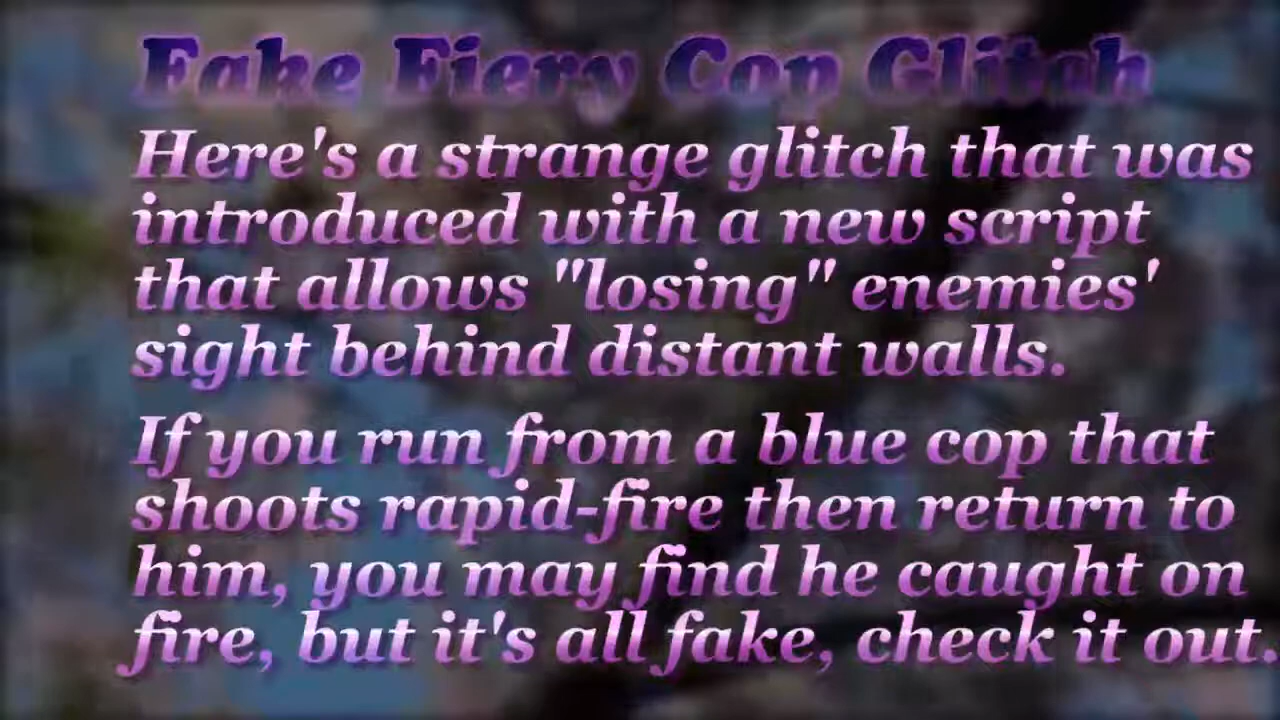 Fake Fiery Cop Glitch
Here's a strange glitch that was
introduced with a new script
that allows "losing" enemies'
sight behind distant walls.
If you run from a blue cop that
shoots rapid-fire then return to
him, you may find he caught on
fire, but it's all fake, check it out.